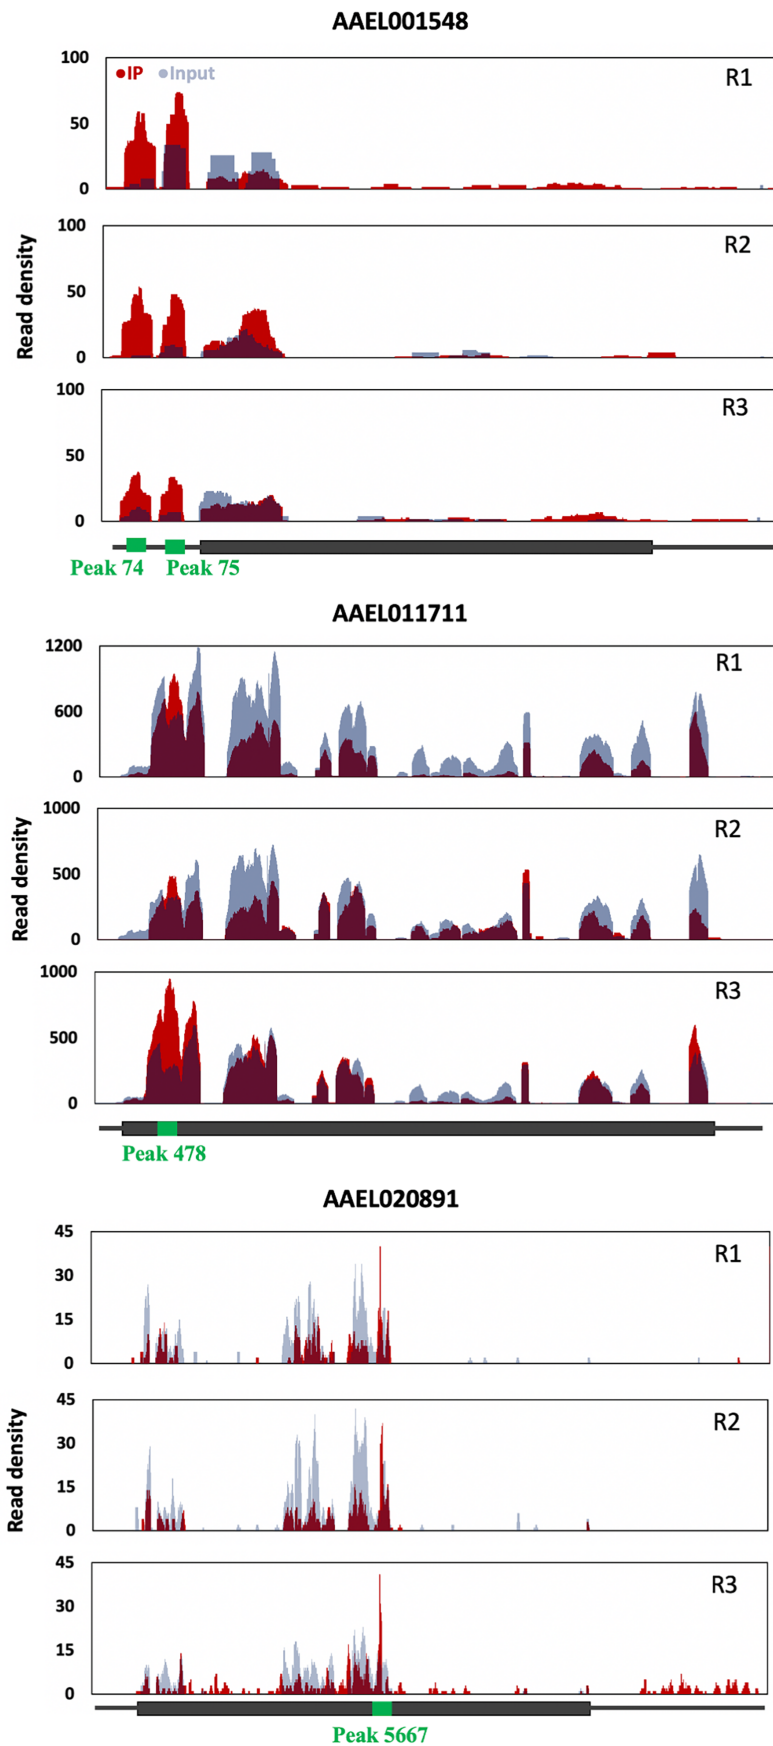 AAEL001548
100
IP Input
R1
50
0
100
R2
50
0
100
R3
50
0
Read density
Peak 74 Peak 75
AAEL011711
1200
R1
600
0
1000
R2
500
0
1000
R3
500
0
Read density
Peak 478
AAEL020891
45
R1
30
15
0
45
R2
30
15
0
45
R3
30
15
0
Read density
Peak 5667